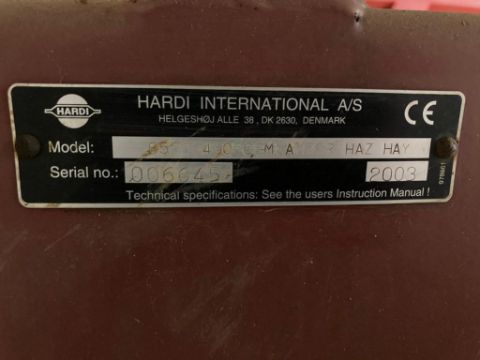 HARDI
HARDI INTERNATIONAL A/S
HELGESHØJ ALLE 38, DK 2630, DENMARK
CE
Model: HAZ HAY
Serial no.: 2003
Technical specifications: See the users Instruction Manual!
978601